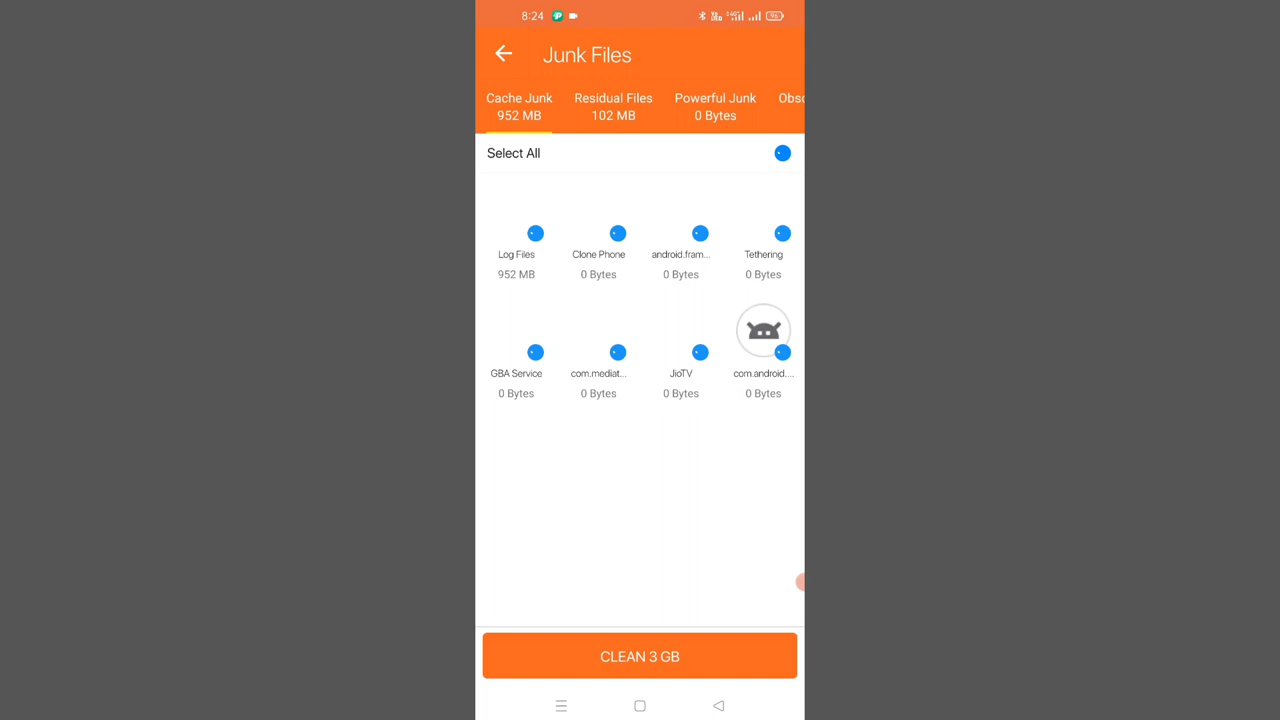 8:24
96
Junk Files
Cache Junk Residual Files Powerful Junk Obso
952 MB 102 MB 0 Bytes
Select All
Log Files Clone Phone android.fram... Tethering
952 MB 0 Bytes 0 Bytes 0 Bytes
GBA Service com.mediat... JioTV com.android....
0 Bytes 0 Bytes 0 Bytes 0 Bytes
CLEAN 3 GB